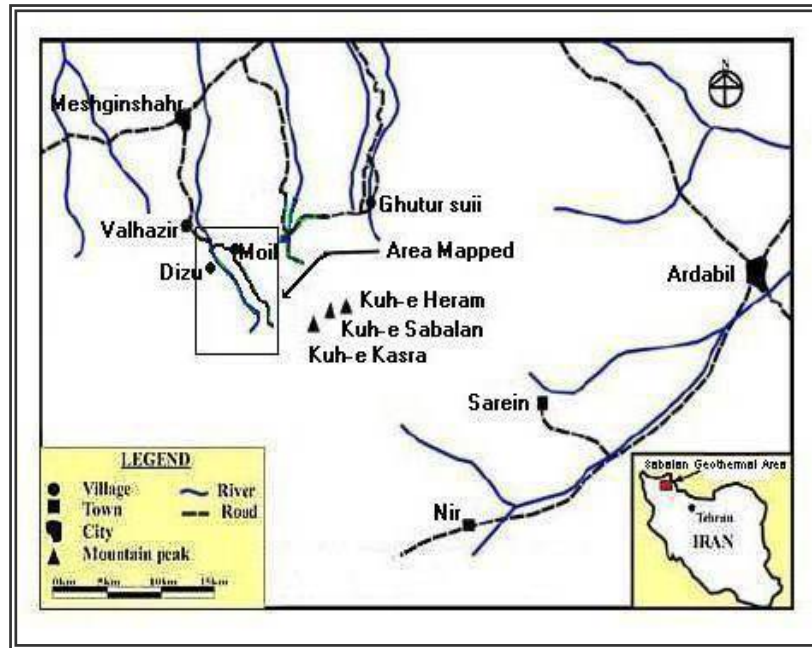 N
Meshginshahr
Ghutur suii
Valhazir
Moil
Area Mapped
Dizu
Ardabil
Kuh-e Heram
Kuh-e Sabalan
Kuh-e Kasra
Sarein
Nir
LEGEND
Village
River
Town
Road
City
Mountain peak
0km 5km 10km 15km
Sabalan Geothermal Area
Tehran
IRAN